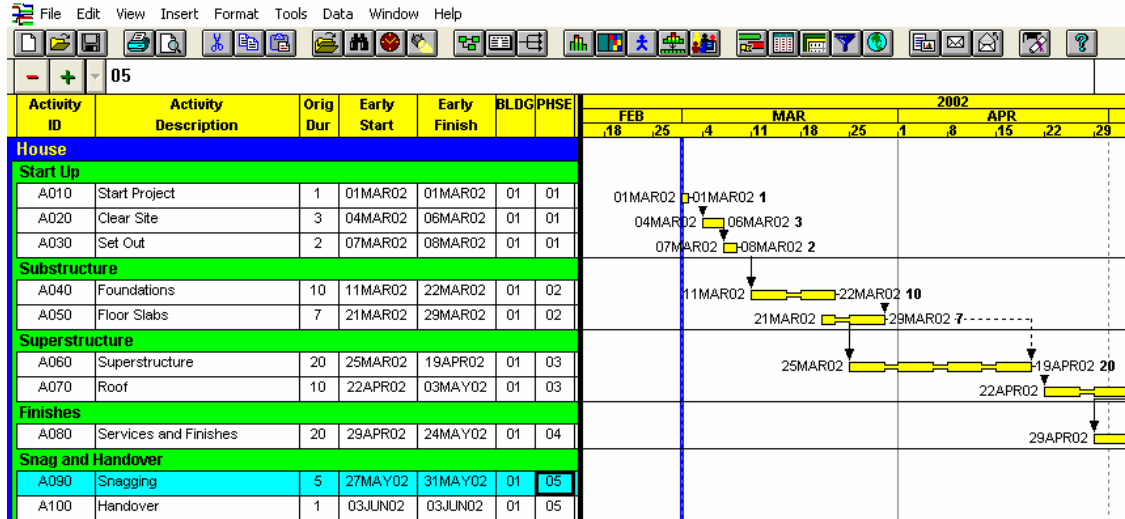 File Edit View Insert Format Tools Data Window Help
05
Activity ID Activity Description Orig Dur Early Start Early Finish BLDG PHSE
2002
FEB MAR APR
18 25 4 11 18 25 1 8 15 22 29
House
Start Up
A010 Start Project 1 01MAR02 01MAR02 01 01 01MAR02 01MAR02 1
A020 Clear Site 3 04MAR02 06MAR02 01 01 04MAR02 06MAR02 3
A030 Set Out 2 07MAR02 08MAR02 01 01 07MAR02 08MAR02 2
Substructure
A040 Foundations 10 11MAR02 22MAR02 01 02 11MAR02 22MAR02 10
A050 Floor Slabs 7 21MAR02 29MAR02 01 02 21MAR02 29MAR02 7
Superstructure
A060 Superstructure 20 25MAR02 19APR02 01 03 25MAR02 19APR02 20
A070 Roof 10 22APR02 03MAY02 01 03 22APR02
Finishes
A080 Services and Finishes 20 29APR02 24MAY02 01 04 29APR02
Snag and Handover
A090 Snagging 5 27MAY02 31MAY02 01 05
A100 Handover 1 03JUN02 03JUN02 01 05